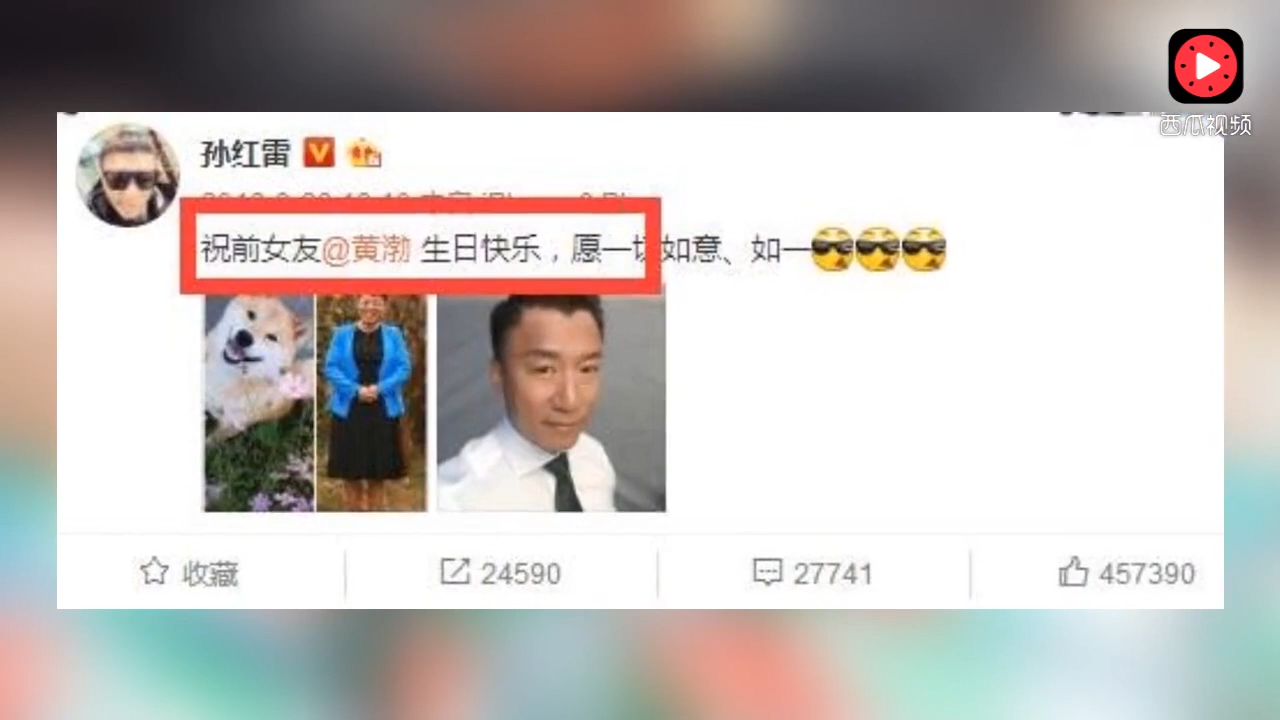 西瓜视频
孙红雷
祝前女友@黄渤 生日快乐，愿一切如意、如一
收藏
24590
27741
457390